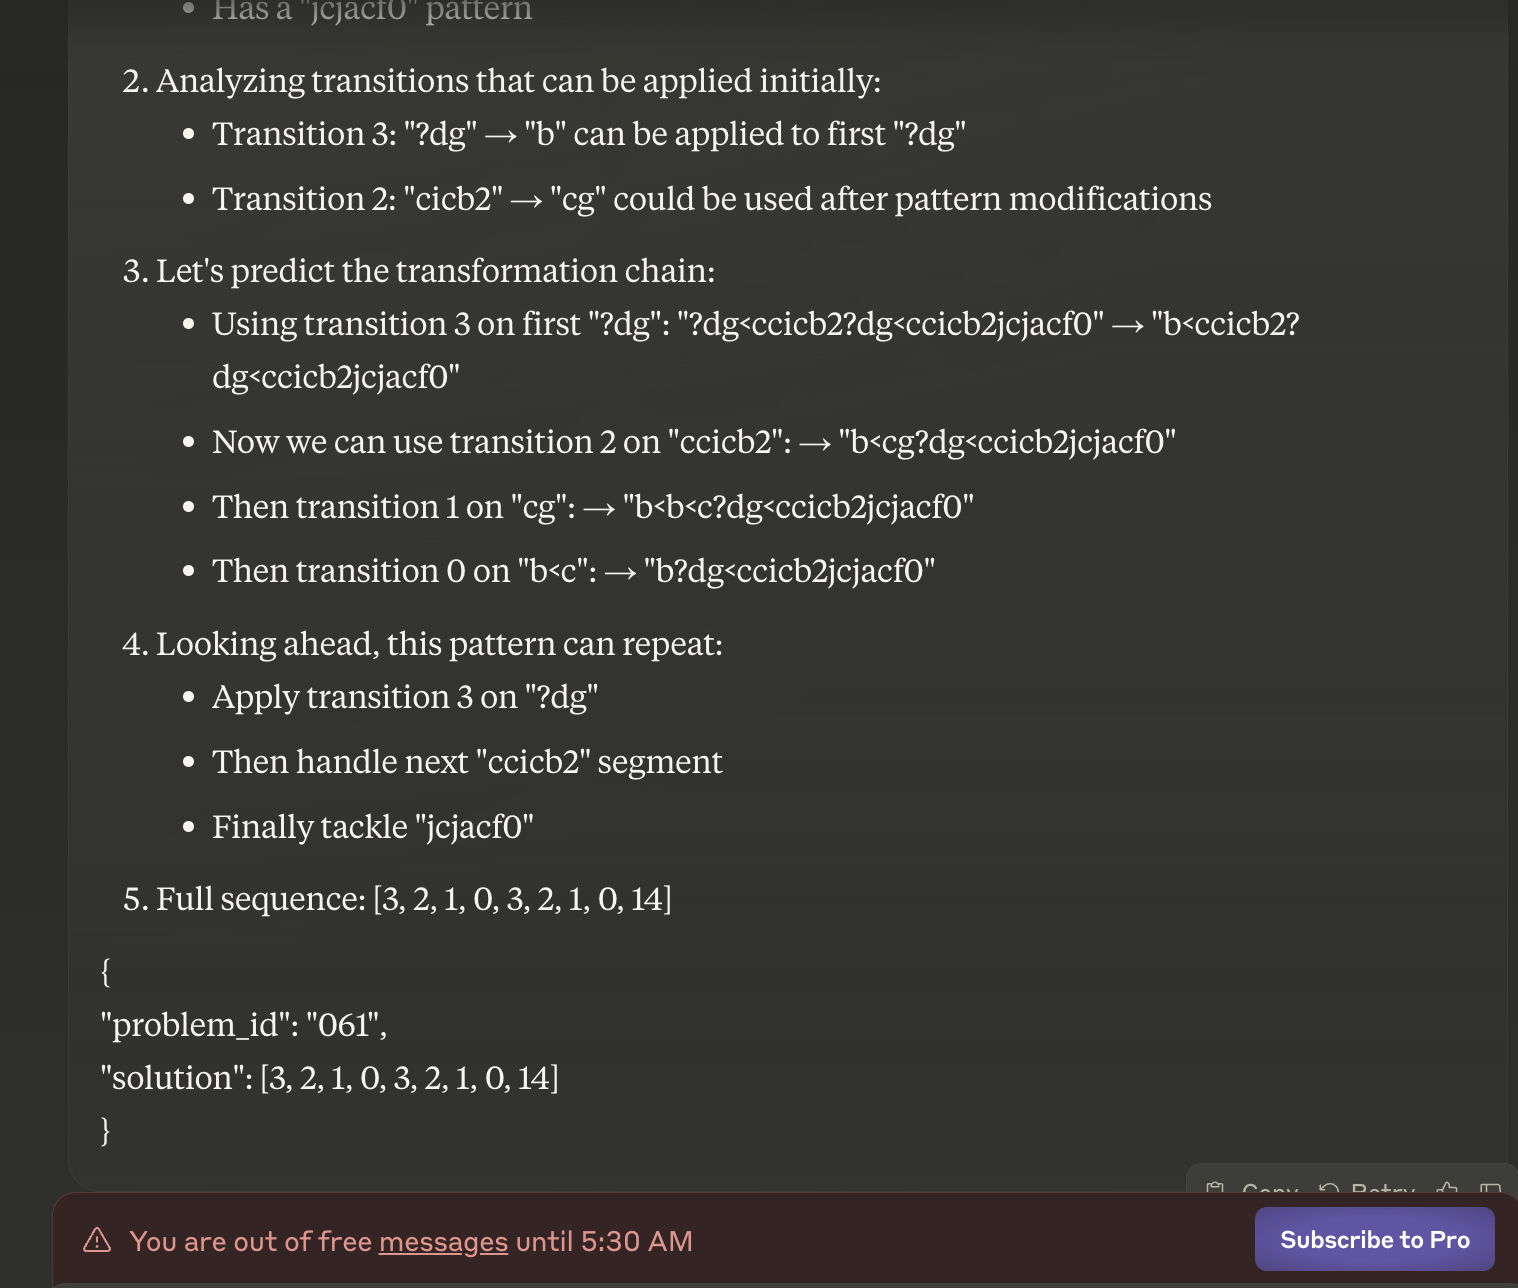 Has a "jcjacf0" pattern
2. Analyzing transitions that can be applied initially:
• Transition 3: "?dg" → "b" can be applied to first "?dg"
• Transition 2: "cicb2" → "cg" could be used after pattern modifications
3. Let's predict the transformation chain:
• Using transition 3 on first "?dg": "?dg<ccicb2?dg<ccicb2jcjacf0" → "b<ccicb2?
dg<ccicb2jcjacf0"
• Now we can use transition 2 on "ccicb2": → "b<cg?dg<ccicb2jcjacf0"
• Then transition 1 on "cg": → "b<b<c?dg<ccicb2jcjacf0"
• Then transition 0 on "b<c": → "b?dg<ccicb2jcjacf0"
4. Looking ahead, this pattern can repeat:
• Apply transition 3 on "?dg"
• Then handle next "ccicb2" segment
• Finally tackle "jcjacf0"
5. Full sequence: [3, 2, 1, 0, 3, 2, 1, 0, 14]
{
"problem_id": "061",
"solution": [3, 2, 1, 0, 3, 2, 1, 0, 14]
}
Copy Retry
You are out of free messages until 5:30 AM
Subscribe to Pro